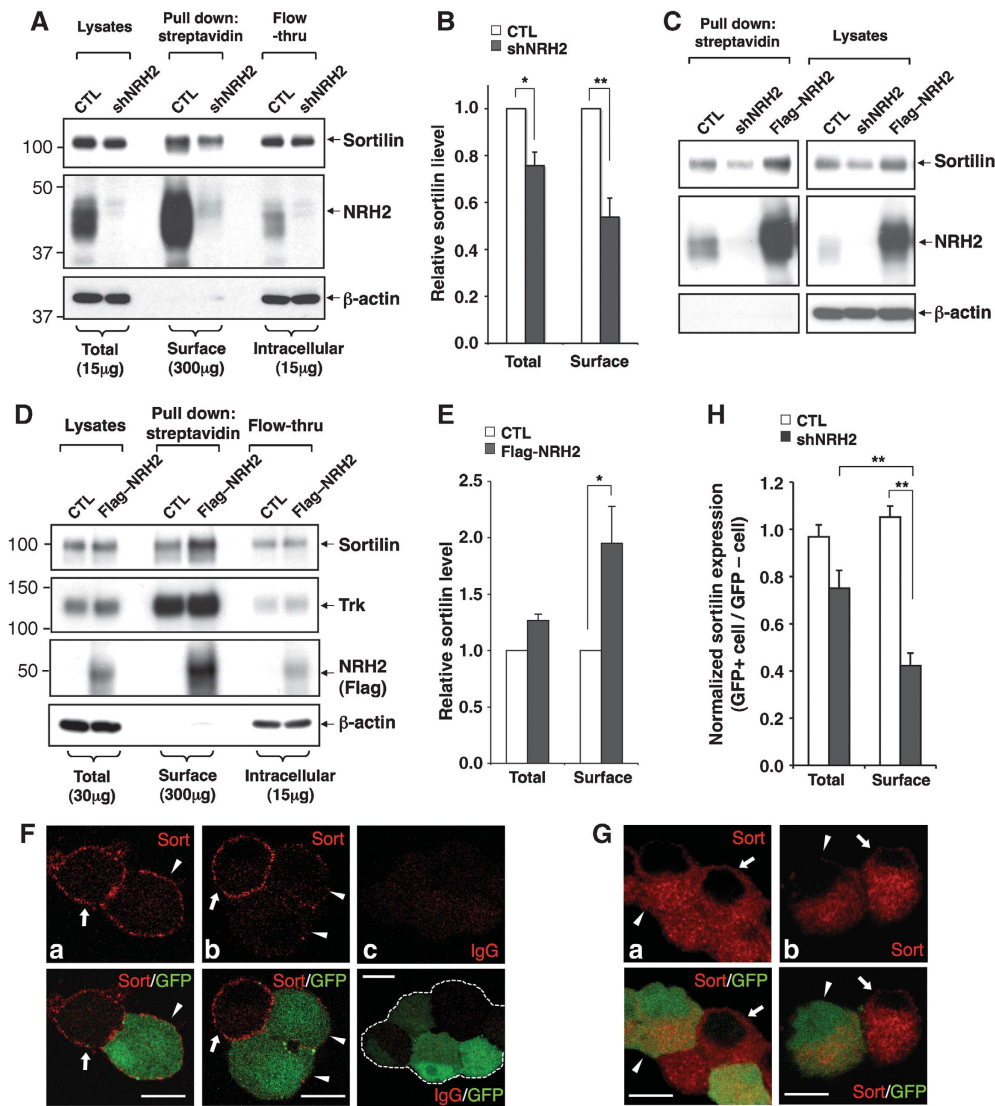 A
Lysates
Pull down:
streptavidin
Flow
-thru
CTL
shNRH2
CTL
shNRH2
CTL
shNRH2
100
Sortilin
50
NRH2
37
β-actin
37
Total
(15µg)
Surface
(300µg)
Intracellular
(15µg)
B
CTL
shNRH2
*
**
Relative sortilin llevel
1.0
0.8
0.6
0.4
0.2
0.0
Total
Surface
C
Pull down:
streptavidin
Lysates
CTL
shNRH2
Flag–NRH2
CTL
shNRH2
Flag–NRH2
Sortilin
NRH2
β-actin
D
Lysates
Pull down:
streptavidin
Flow-thru
CTL
Flag–NRH2
CTL
Flag–NRH2
CTL
Flag–NRH2
100
Sortilin
150
Trk
100
50
NRH2
(Flag)
β-actin
Total
(30µg)
Surface
(300µg)
Intracellular
(15µg)
E
CTL
Flag-NRH2
*
Relative sortilin level
2.5
2.0
1.5
1.0
0.5
0.0
Total
Surface
H
CTL
shNRH2
**
**
Normalized sortilin expression
(GFP+ cell / GFP – cell)
1.2
1.0
0.8
0.6
0.4
0.2
0.0
Total
Surface
F
Sort
a
Sort
b
IgG
c
Sort/GFP
Sort/GFP
IgG/GFP
G
Sort
a
Sort
b
Sort/GFP
Sort/GFP